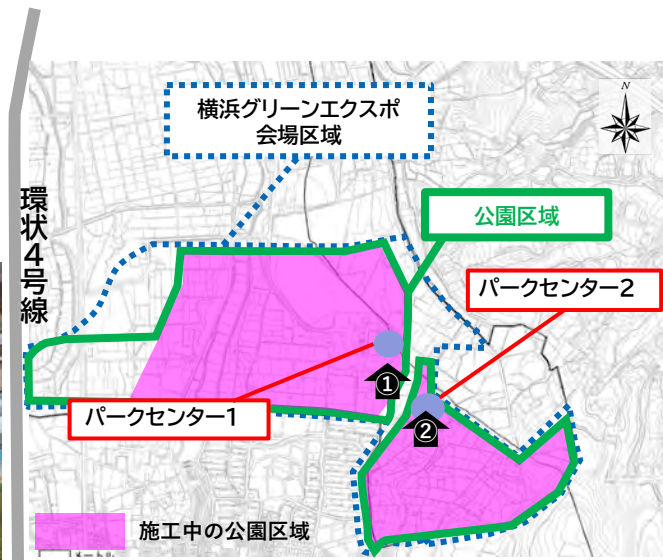 横浜グリーンエクスポ
会場区域
N
環状4号線
公園区域
パークセンター2
①
パークセンター1
②
施工中の公園区域